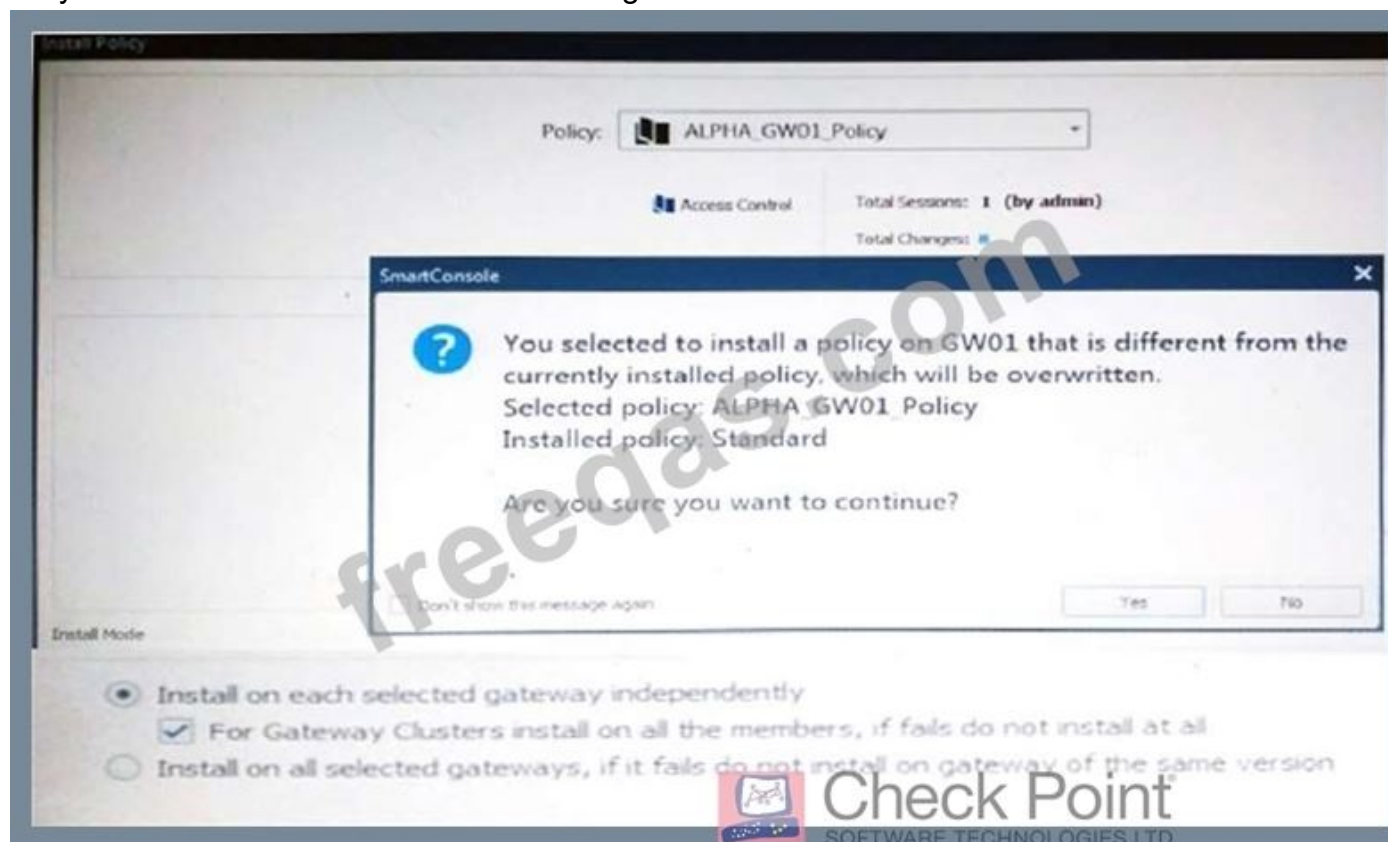 Install Policy
Policy: ALPHA_GW01_Policy
Access Control
Total Sessions: 1 (by admin)
Total Changes:
SmartConsole
You selected to install a policy on GW01 that is different from the
currently installed policy, which will be overwritten.
Selected policy: ALPHA_GW01_Policy
Installed policy: Standard
Are you sure you want to continue?
Don't show this message again
Yes
No
freeqas.com
Install Mode
Install on each selected gateway independently
For Gateway Clusters install on all the members, if fails do not install at all
Install on all selected gateways, if it fails do not install on gateway of the same version
Check Point
SOFTWARE TECHNOLOGIES LTD